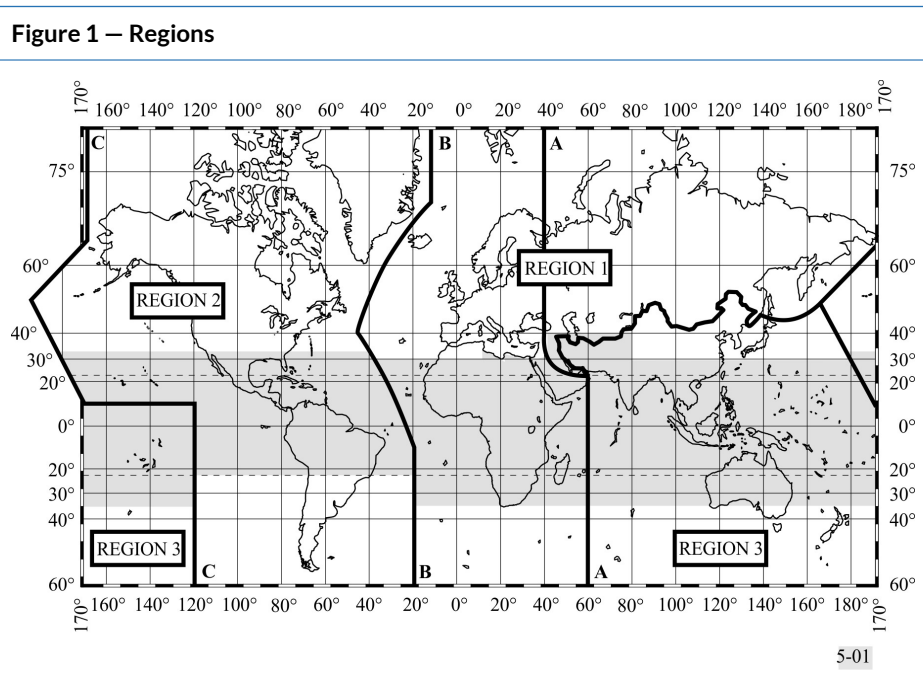 Figure 1 — Regions
170° 160° 140° 120° 100° 80° 60° 40° 20° 0° 20° 40° 60° 80° 100° 120° 140° 160° 180° 170°
C B A
75° 75°
60° REGION 1 60°
REGION 2
40° 40°
30° 30°
20° 20°
0° 0°
20° 20°
30° 30°
40° 40°
REGION 3 REGION 3
C B A
60° 60°
170° 160° 140° 120° 100° 80° 60° 40° 20° 0° 20° 40° 60° 80° 100° 120° 140° 160° 180° 170°
5-01